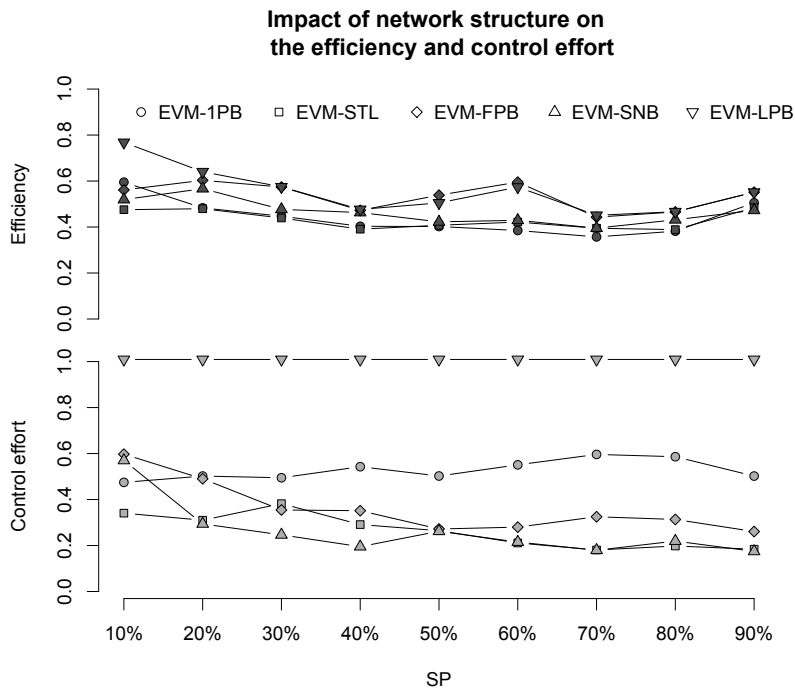 Impact of network structure on
the efficiency and control effort
EVM-1PB EVM-STL EVM-FPB EVM-SNB EVM-LPB
Efficiency
1.0
0.8
0.6
0.4
0.2
0.0
Control effort
1.0
0.8
0.6
0.4
0.2
0.0
10% 20% 30% 40% 50% 60% 70% 80% 90%
SP